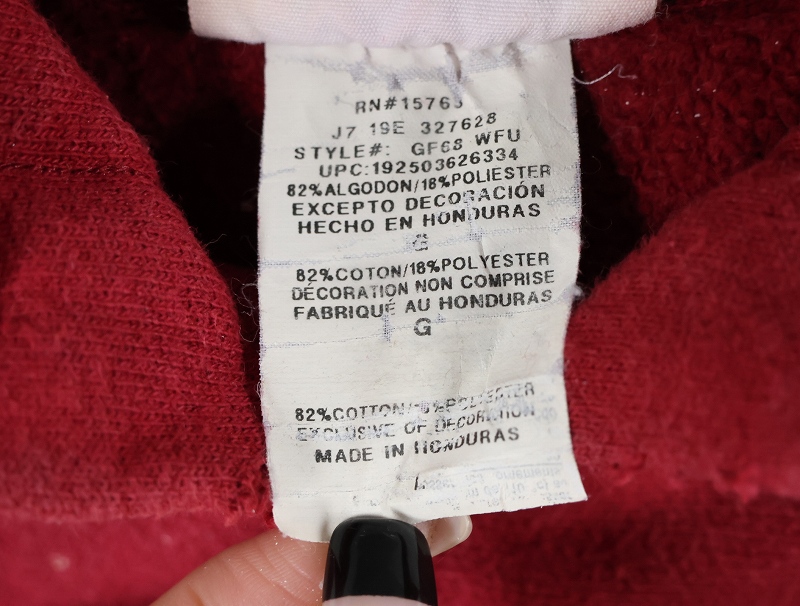 RN#15763
J7 19E 327628
STYLE#: GF68 WFU
UPC:192503626334
82%ALGODON/18%POLIESTER
EXCEPTO DECORACIÓN
HECHO EN HONDURAS
G
82%COTON/18%POLYESTER
DÉCORATION NON COMPRISE
FABRIQUÉ AU HONDURAS
G
82%COTTON/18%POLYESTER
EXCLUSIVE OF DECORATION
MADE IN HONDURAS